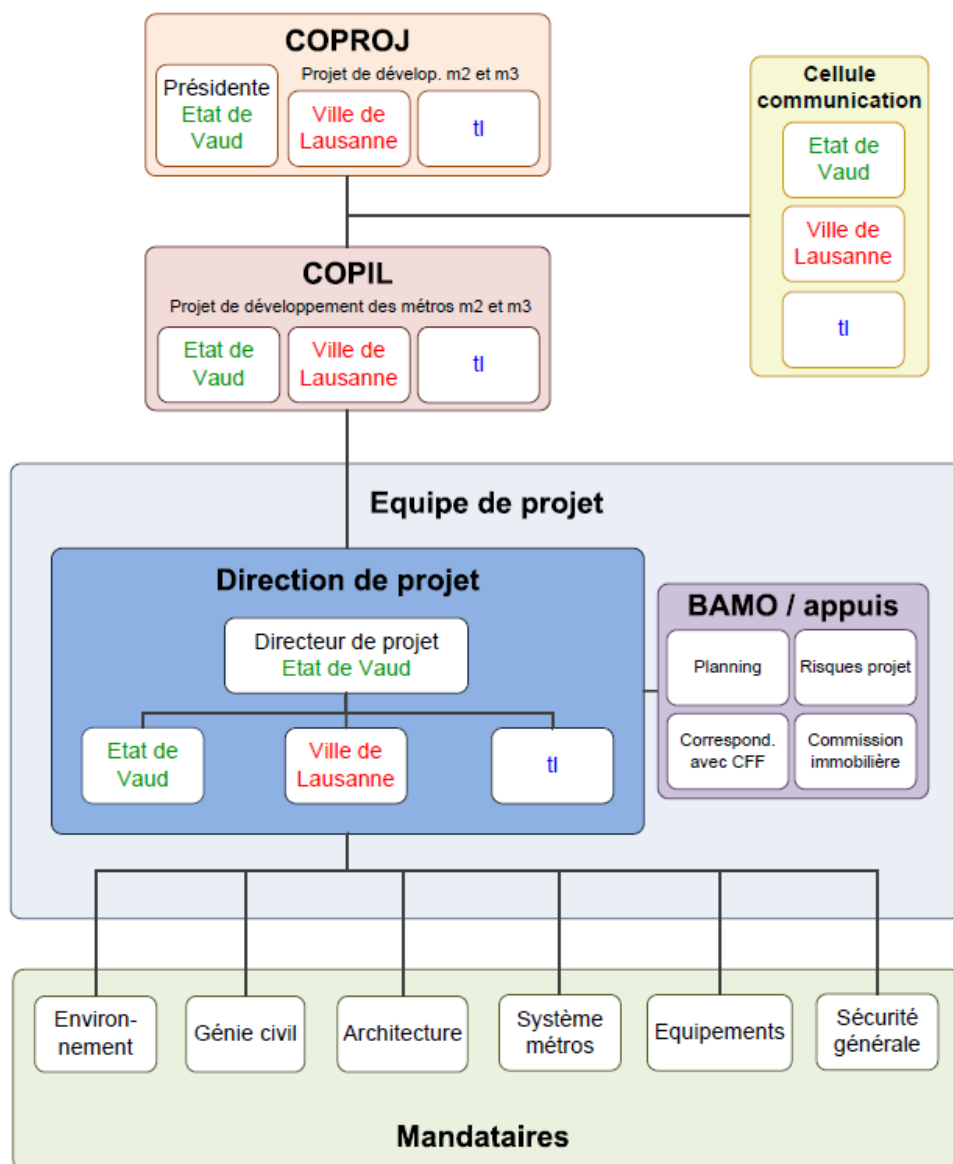 COPROJ
Projet de dévelop. m2 et m3
Présidente
Etat de
Vaud
Ville de
Lausanne
tl
Cellule
communication
Etat de
Vaud
Ville de
Lausanne
tl
COPIL
Projet de développement des métros m2 et m3
Etat de
Vaud
Ville de
Lausanne
tl
Equipe de projet
Direction de projet
Directeur de projet
Etat de Vaud
Etat de
Vaud
Ville de
Lausanne
tl
BAMO / appuis
Planning
Risques projet
Correspond.
avec CFF
Commission
immobilière
Environ-
nement
Génie civil
Architecture
Système
métros
Equipements
Sécurité
générale
Mandataires